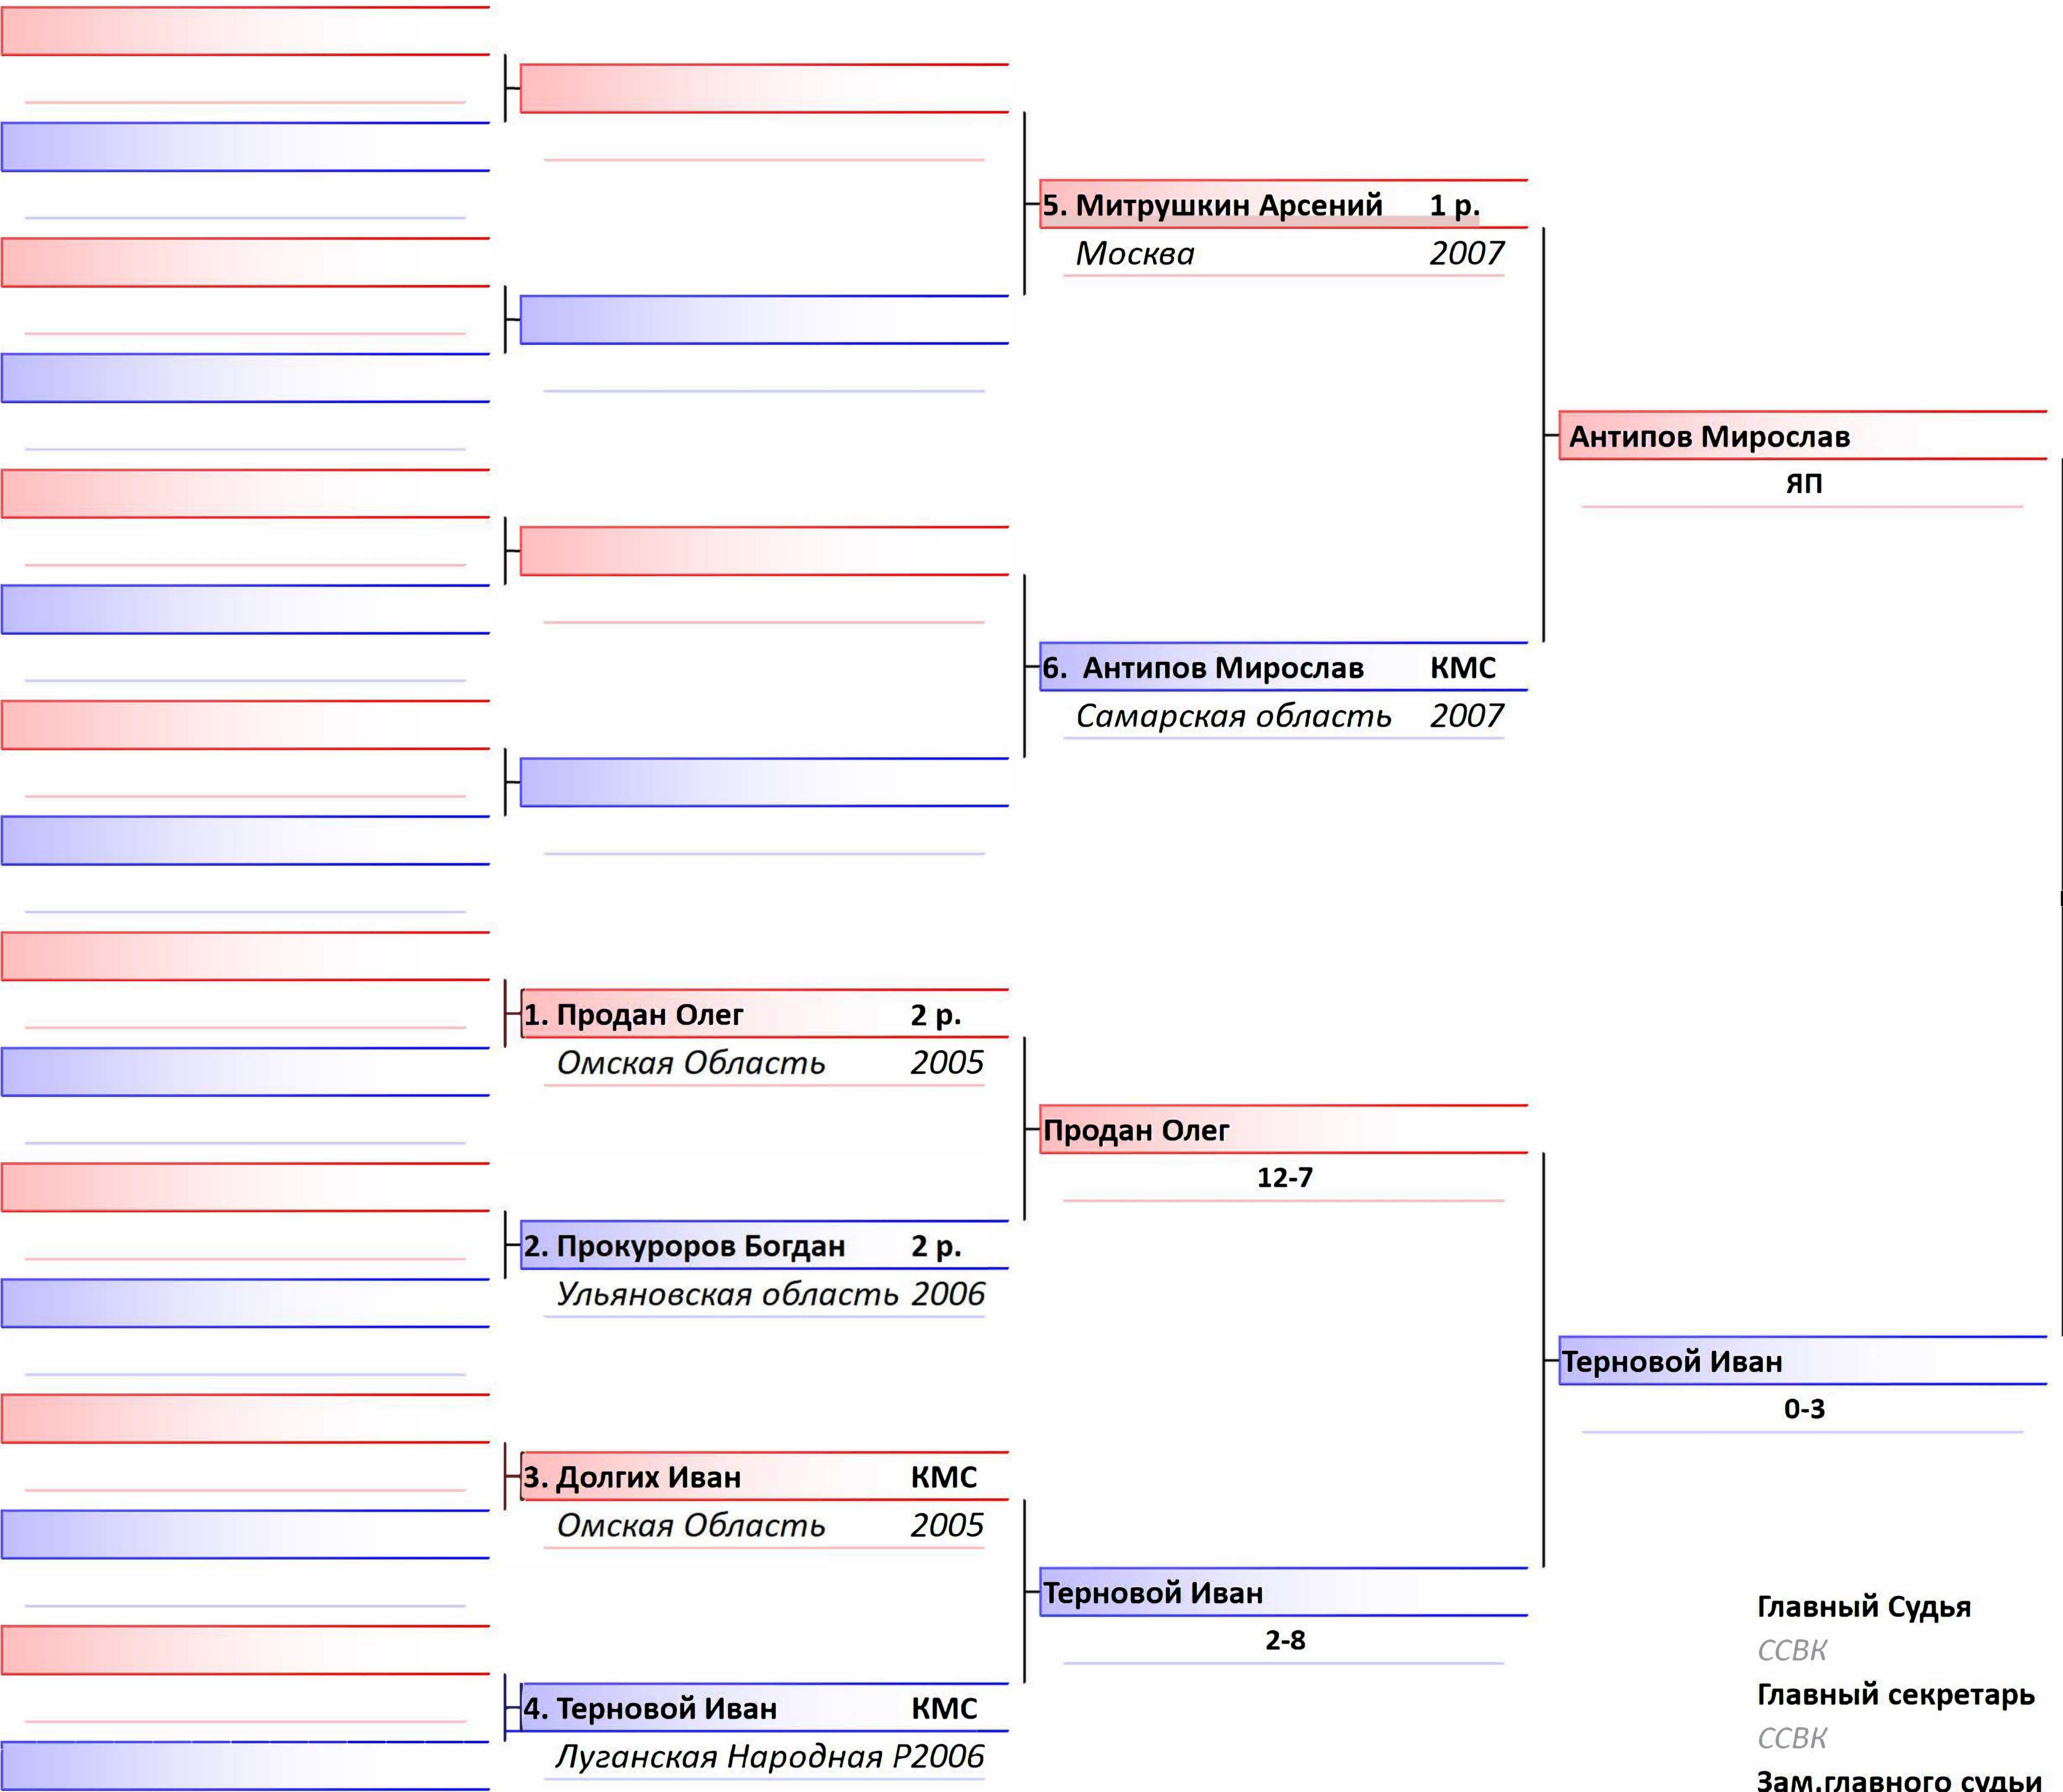 5. Митрушкин Арсений 1 р.
Москва 2007
Антипов Мирослав
ЯП
6. Антипов Мирослав КМС
Самарская область 2007
1. Продан Олег 2 р.
Омская Область 2005
Продан Олег
12-7
2. Прокуроров Богдан 2 р.
Ульяновская область 2006
Терновой Иван
0-3
3. Долгих Иван КМС
Омская Область 2005
Терновой Иван
2-8
4. Терновой Иван КМС
Луганская Народная Р2006
Главный Судья
ССВК
Главный секретарь
ССВК
Зам.главного судьи